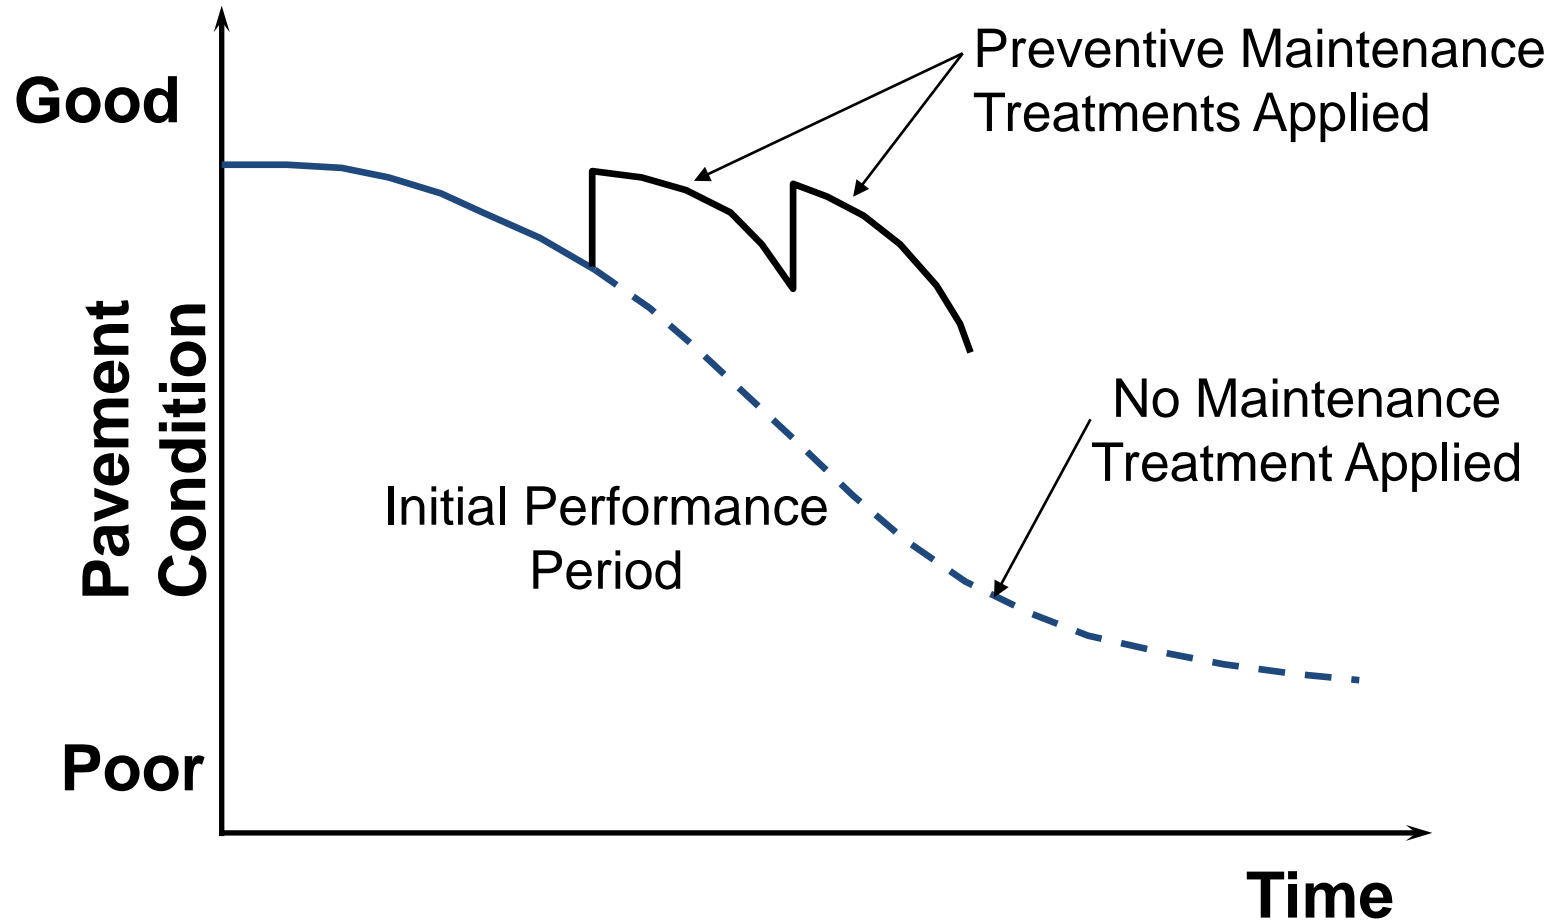 Preventive Maintenance
Treatments Applied
Good
Pavement
Condition
No Maintenance
Treatment Applied
Initial Performance
Period
Poor
Time